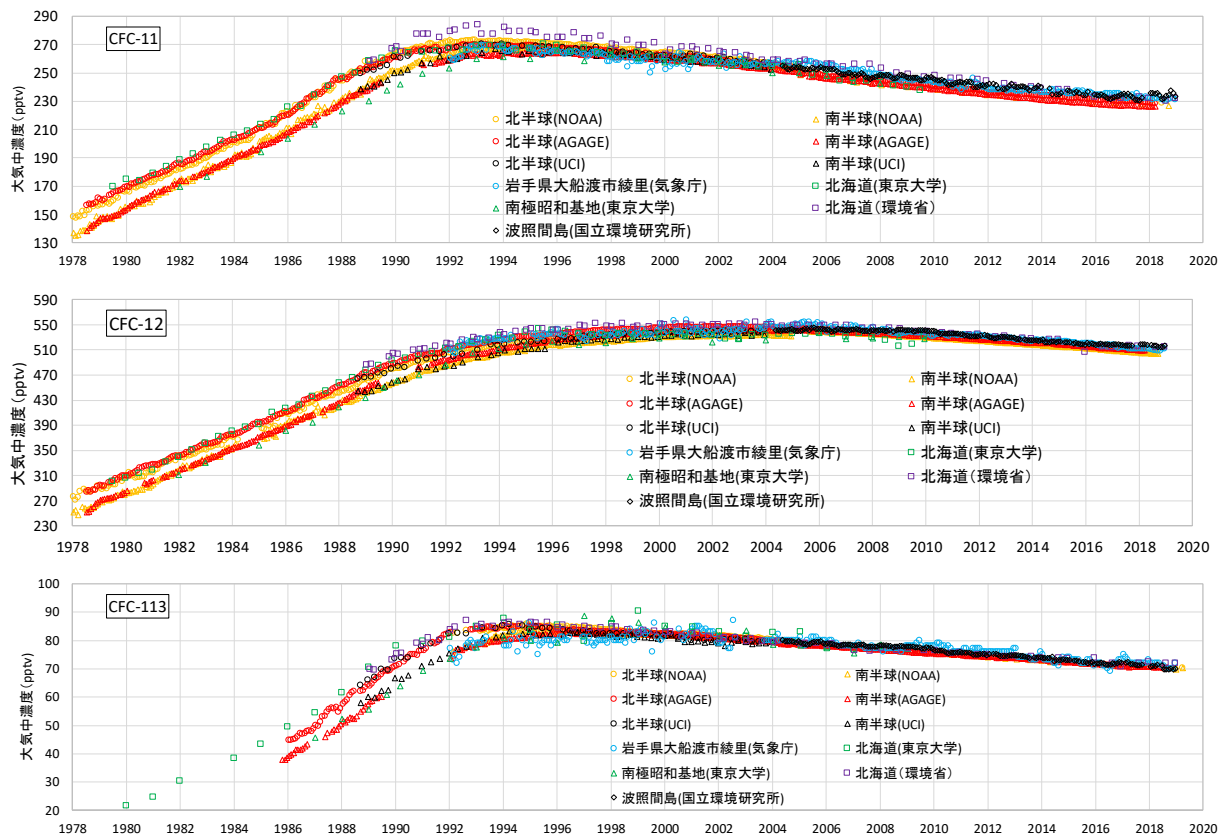 CFC-11
大気中濃度(pptv)
290
270
250
230
210
190
170
150
130
北半球(NOAA) 南半球(NOAA)
北半球(AGAGE) 南半球(AGAGE)
北半球(UCI) 南半球(UCI)
岩手県大船渡市綾里(気象庁) 北海道(東京大学)
南極昭和基地(東京大学) 北海道(環境省)
波照間島(国立環境研究所)
1978 1980 1982 1984 1986 1988 1990 1992 1994 1996 1998 2000 2002 2004 2006 2008 2010 2012 2014 2016 2018 2020
CFC-12
大気中濃度(pptv)
590
550
510
470
430
390
350
310
270
230
北半球(NOAA) 南半球(NOAA)
北半球(AGAGE) 南半球(AGAGE)
北半球(UCI) 南半球(UCI)
岩手県大船渡市綾里(気象庁) 北海道(東京大学)
南極昭和基地(東京大学) 北海道(環境省)
波照間島(国立環境研究所)
1978 1980 1982 1984 1986 1988 1990 1992 1994 1996 1998 2000 2002 2004 2006 2008 2010 2012 2014 2016 2018 2020
CFC-113
大気中濃度(pptv)
100
90
80
70
60
50
40
30
20
北半球(NOAA) 南半球(NOAA)
北半球(AGAGE) 南半球(AGAGE)
北半球(UCI) 南半球(UCI)
岩手県大船渡市綾里(気象庁) 北海道(東京大学)
南極昭和基地(東京大学) 北海道(環境省)
波照間島(国立環境研究所)
1978 1980 1982 1984 1986 1988 1990 1992 1994 1996 1998 2000 2002 2004 2006 2008 2010 2012 2014 2016 2018 2020